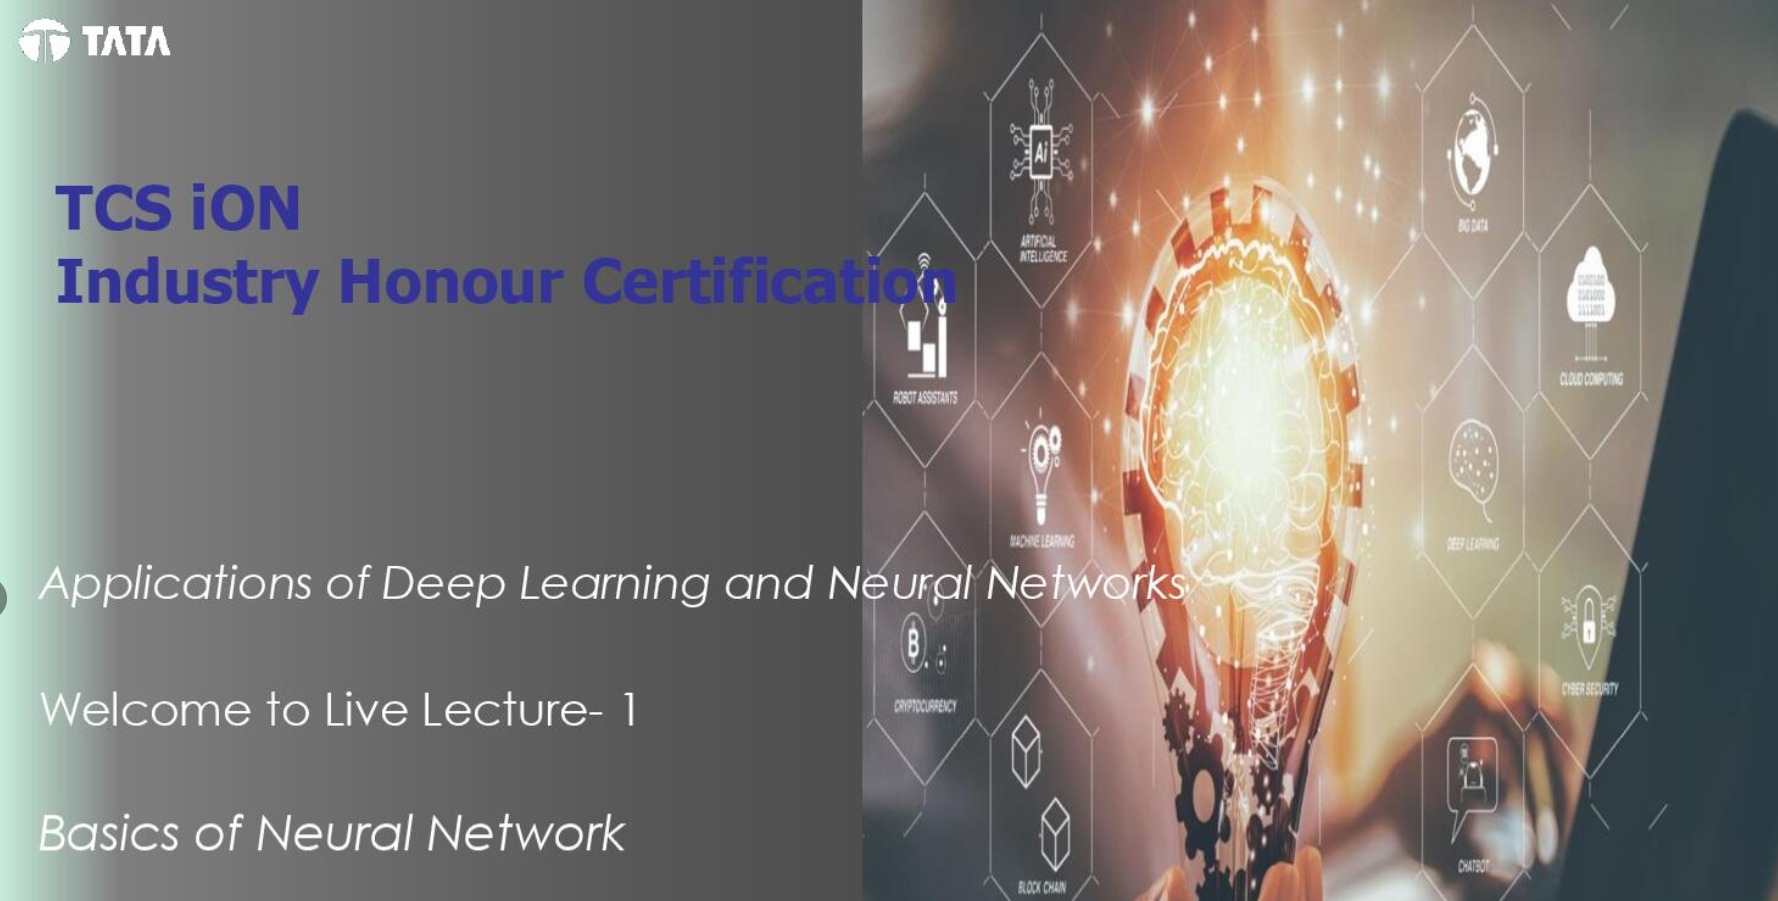 TATA
TCS iON
Industry Honour Certification
Applications of Deep Learning and Neural Networks
Welcome to Live Lecture- 1
Basics of Neural Network
Ai
ARTIFICIAL
INTELLIGENCE
BIG DATA
ROBOT ASSISTANTS
CLOUD COMPUTING
MACHINE LEARNING
DEEP LEARNING
B
CRYPTOCURRENCY
CYBER SECURITY
BLOCK CHAIN
CHATBOT